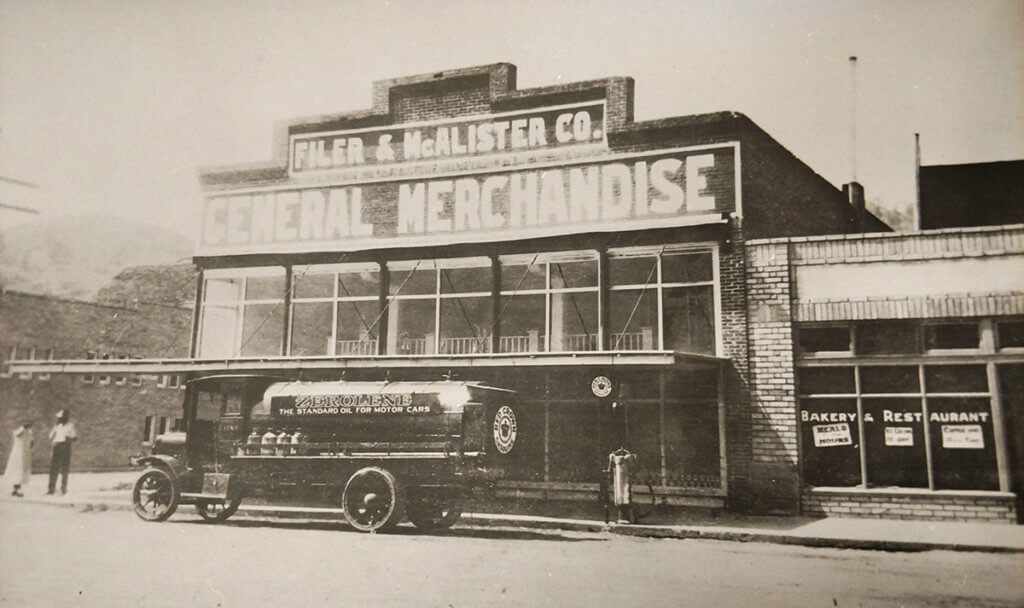 FILER & McALISTER CO.
GENERAL MERCHANDISE
ZEROLENE
THE STANDARD OIL FOR MOTOR CARS
BAKERY & RESTAURANT
MEALS
HOURS